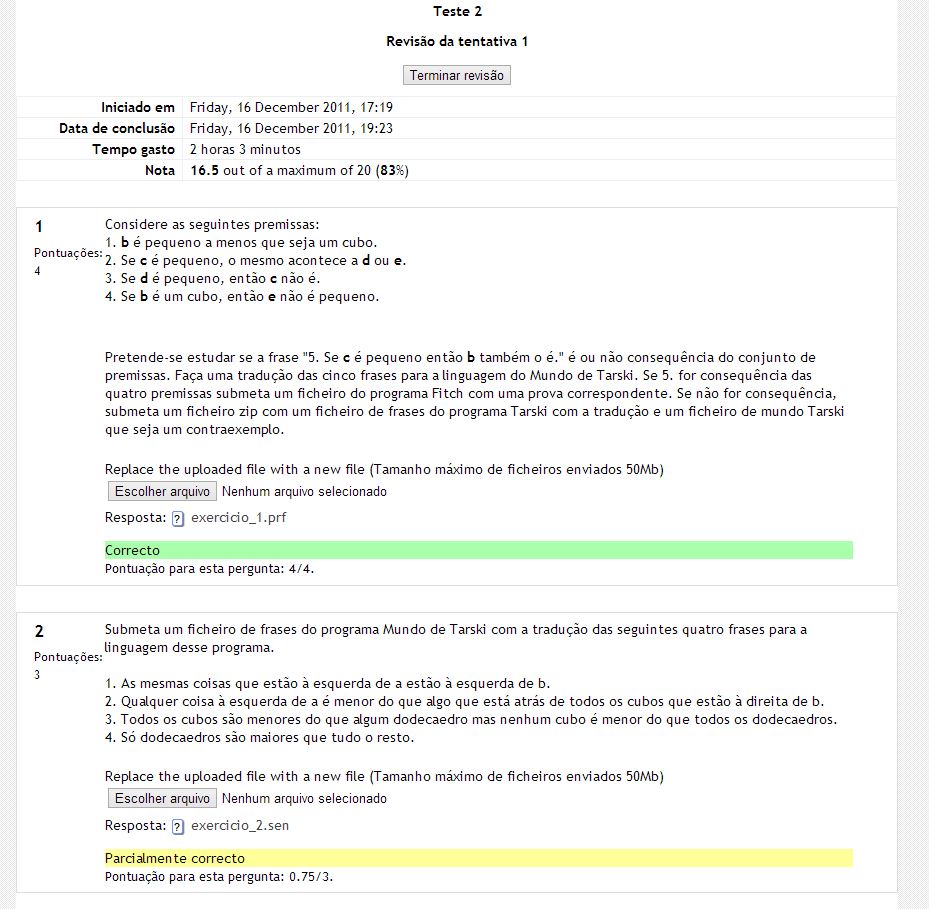 Teste 2
Revisão da tentativa 1
Terminar revisão
Iniciado em Friday, 16 December 2011, 17:19
Data de conclusão Friday, 16 December 2011, 19:23
Tempo gasto 2 horas 3 minutos
Nota 16.5 out of a maximum of 20 (83%)
1
Pontuações:
4
Considere as seguintes premissas:
1. b é pequeno a menos que seja um cubo.
2. Se c é pequeno, o mesmo acontece a d ou e.
3. Se d é pequeno, então c não é.
4. Se b é um cubo, então e não é pequeno.
Pretende-se estudar se a frase "5. Se c é pequeno então b também o é." é ou não consequência do conjunto de
premissas. Faça uma tradução das cinco frases para a linguagem do Mundo de Tarski. Se 5. for consequência das
quatro premissas submeta um ficheiro do programa Fitch com uma prova correspondente. Se não for consequência,
submeta um ficheiro zip com um ficheiro de frases do programa Tarski com a tradução e um ficheiro de mundo Tarski
que seja um contraexemplo.
Replace the uploaded file with a new file (Tamanho máximo de ficheiros enviados 50Mb)
Escolher arquivo Nenhum arquivo selecionado
Resposta: ? exercicio_1.prf
Correcto
Pontuação para esta pergunta: 4/4.
2
Pontuações:
3
Submeta um ficheiro de frases do programa Mundo de Tarski com a tradução das seguintes quatro frases para a
linguagem desse programa.
1. As mesmas coisas que estão à esquerda de a estão à esquerda de b.
2. Qualquer coisa à esquerda de a é menor do que algo que está atrás de todos os cubos que estão à direita de b.
3. Todos os cubos são menores do que algum dodecaedro mas nenhum cubo é menor do que todos os dodecaedros.
4. Só dodecaedros são maiores que tudo o resto.
Replace the uploaded file with a new file (Tamanho máximo de ficheiros enviados 50Mb)
Escolher arquivo Nenhum arquivo selecionado
Resposta: ? exercicio_2.sen
Parcialmente correcto
Pontuação para esta pergunta: 0.75/3.